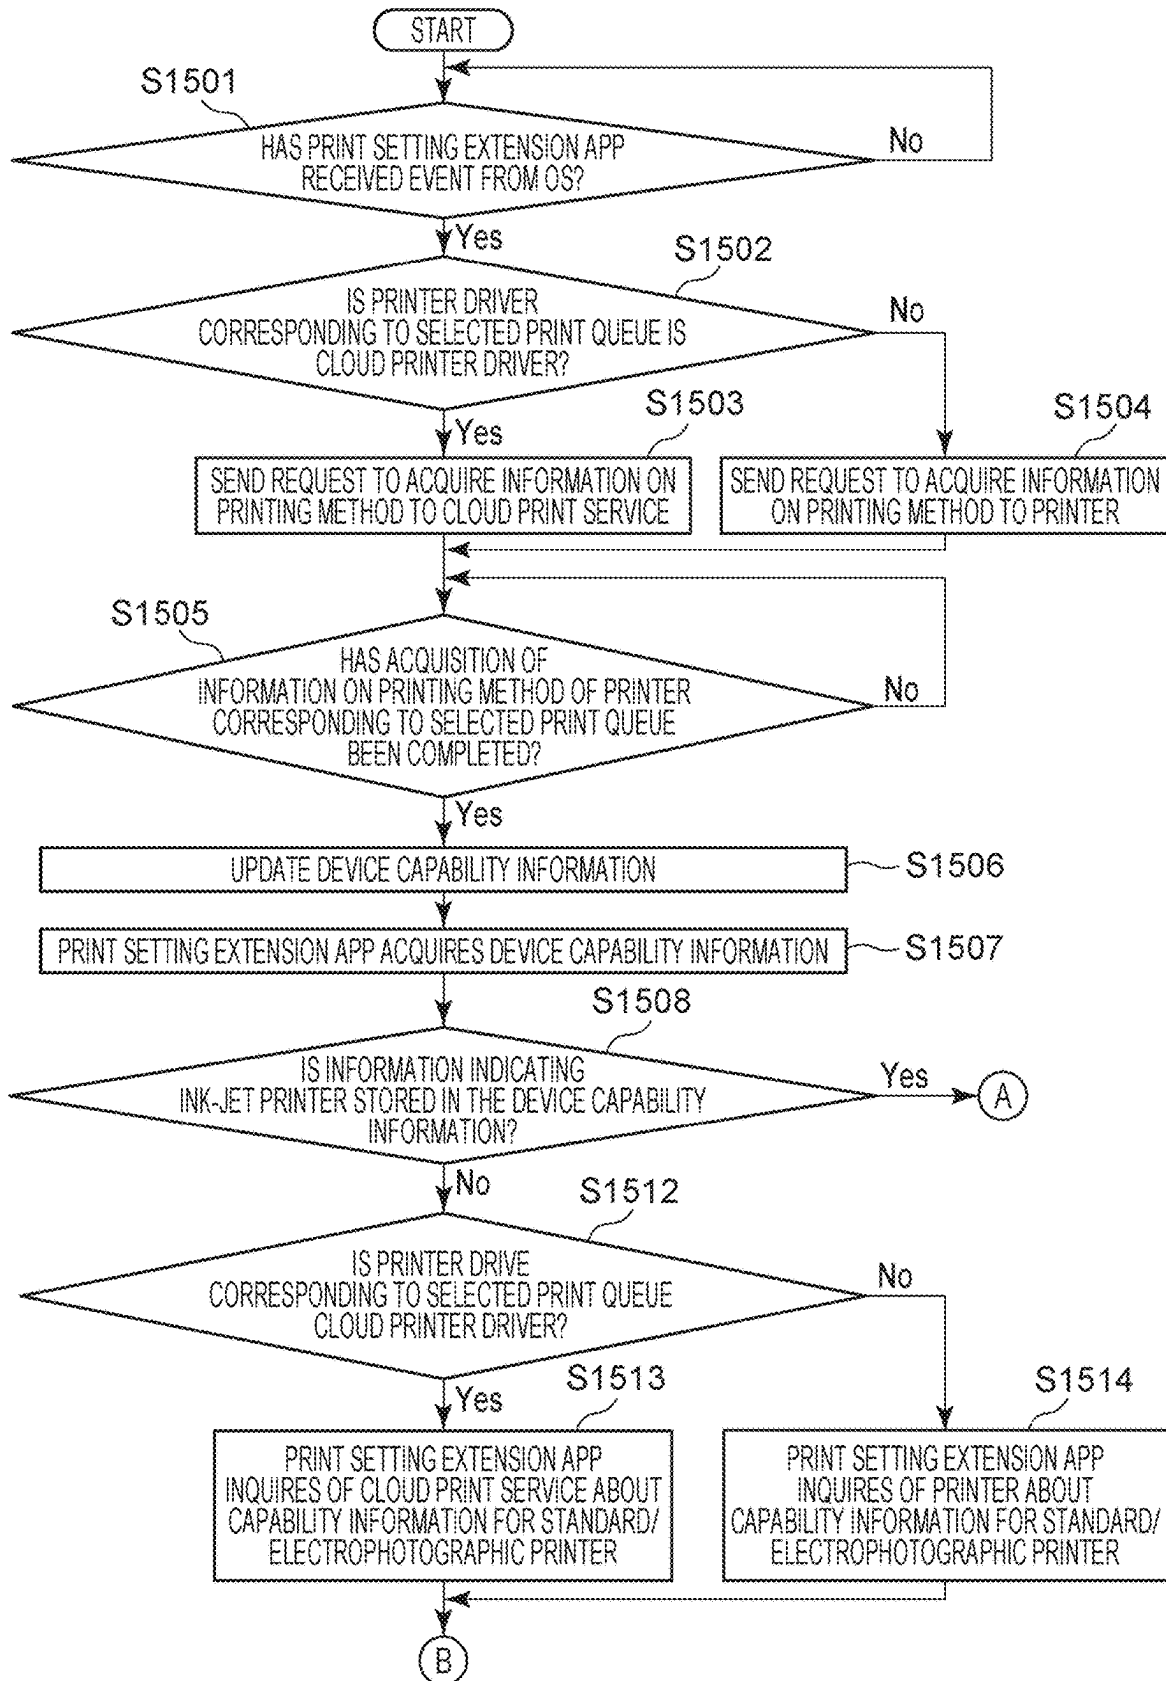 START
S1501
HAS PRINT SETTING EXTENSION APP
RECEIVED EVENT FROM OS?
No
Yes
S1502
IS PRINTER DRIVER
CORRESPONDING TO SELECTED PRINT QUEUE IS
CLOUD PRINTER DRIVER?
No
Yes
S1503
SEND REQUEST TO ACQUIRE INFORMATION ON
PRINTING METHOD TO CLOUD PRINT SERVICE
S1504
SEND REQUEST TO ACQUIRE INFORMATION
ON PRINTING METHOD TO PRINTER
S1505
HAS ACQUISITION OF
INFORMATION ON PRINTING METHOD OF PRINTER
CORRESPONDING TO SELECTED PRINT QUEUE
BEEN COMPLETED?
No
Yes
UPDATE DEVICE CAPABILITY INFORMATION
S1506
PRINT SETTING EXTENSION APP ACQUIRES DEVICE CAPABILITY INFORMATION
S1507
S1508
IS INFORMATION INDICATING
INK-JET PRINTER STORED IN THE DEVICE CAPABILITY
INFORMATION?
Yes
A
No
S1512
IS PRINTER DRIVE
CORRESPONDING TO SELECTED PRINT QUEUE
CLOUD PRINTER DRIVER?
No
Yes
S1513
PRINT SETTING EXTENSION APP
INQUIRES OF CLOUD PRINT SERVICE ABOUT
CAPABILITY INFORMATION FOR STANDARD/
ELECTROPHOTOGRAPHIC PRINTER
S1514
PRINT SETTING EXTENSION APP
INQUIRES OF PRINTER ABOUT
CAPABILITY INFORMATION FOR STANDARD/
ELECTROPHOTOGRAPHIC PRINTER
B